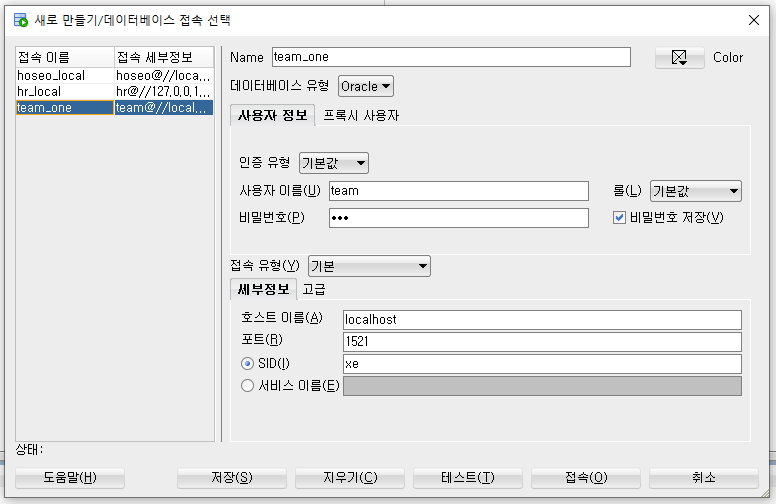 새로 만들기/데이터베이스 접속 선택
접속 이름 접속 세부정보
hoseo_local hoseo@//loca,,,
hr_local hr@//127,0,0,1,,,
team_one team@//local,,,
Name team_one Color
데이터베이스 유형 Oracle
사용자 정보 프록시 사용자
인증 유형 기본값
사용자 이름(U) team 롤(L) 기본값
비밀번호(P) ••• 비밀번호 저장(V)
접속 유형(Y) 기본
세부정보 고급
호스트 이름(A) localhost
포트(R) 1521
SID(I) xe
서비스 이름(E)
상태:
도움말(H) 저장(S) 지우기(C) 테스트(T) 접속(O) 취소